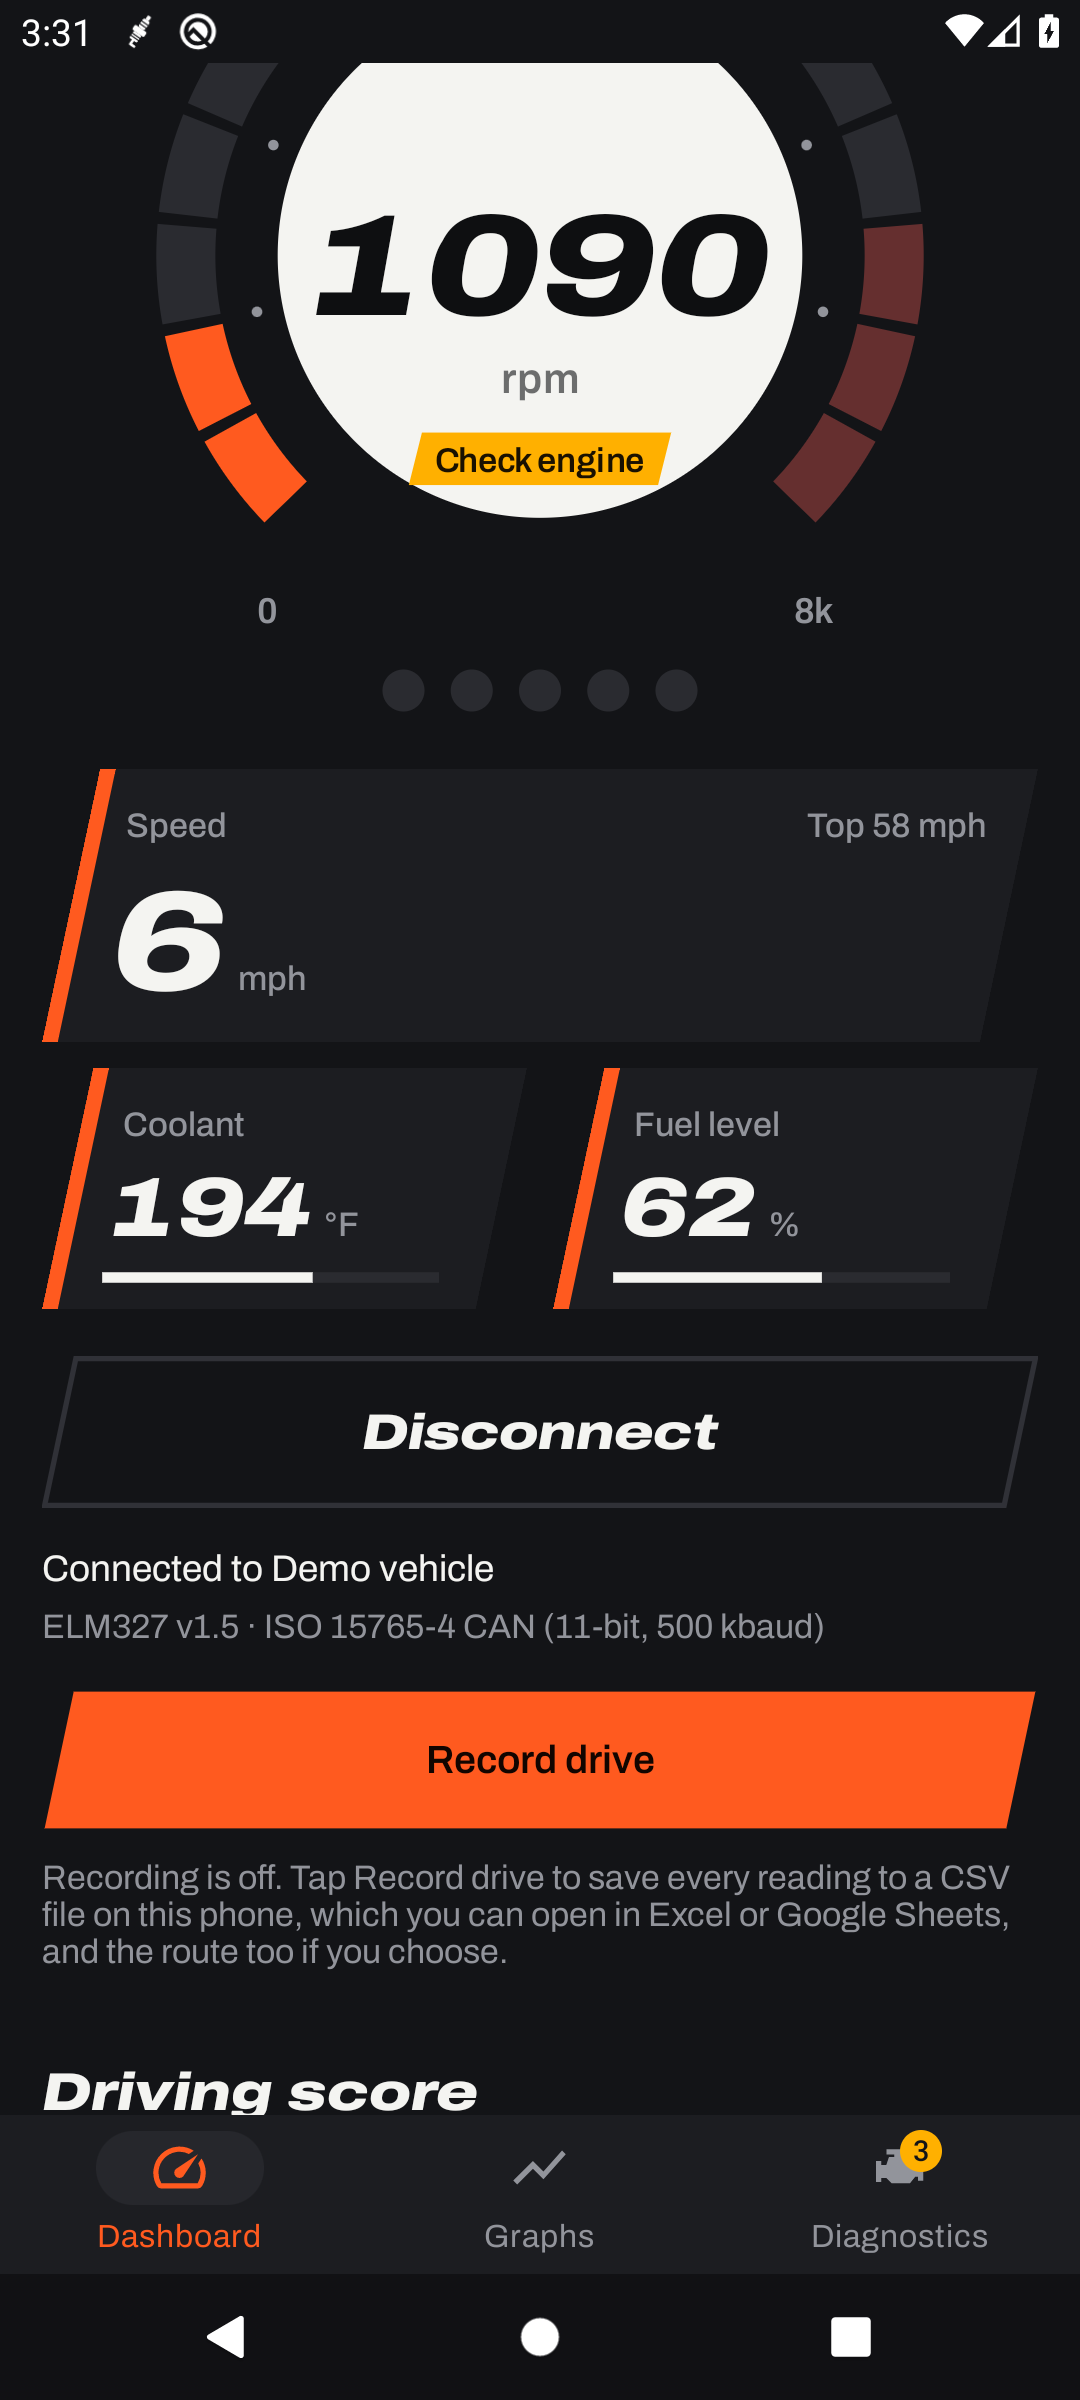 3:31
1090
rpm
Check engine
0
8k
Speed
Top 58 mph
6 mph
Coolant
194 °F
Fuel level
62 %
Disconnect
Connected to Demo vehicle
ELM327 v1.5 · ISO 15765-4 CAN (11-bit, 500 kbaud)
Record drive
Recording is off. Tap Record drive to save every reading to a CSV
file on this phone, which you can open in Excel or Google Sheets,
and the route too if you choose.
Driving score
3
Dashboard
Graphs
Diagnostics